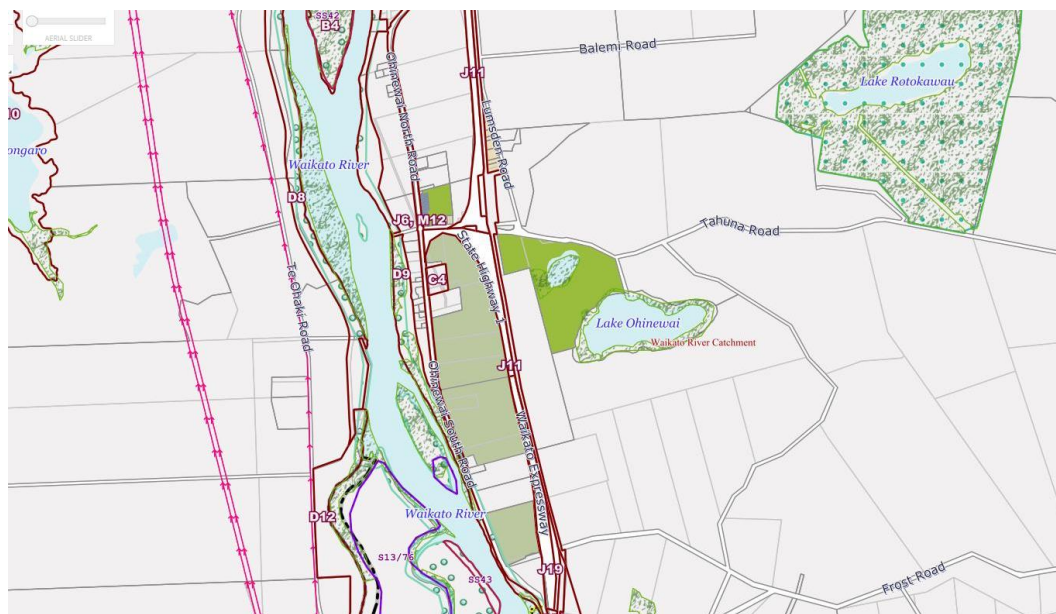 SS42
B4
AERIAL SLIDER
Balemi Road
J11
Ohinewai North Road
Lumsden Road
Lake Rotokawau
ongaro
Waikato River
D8
J6, M12
Tahuna Road
State Highway 1
D9
C4
Te Ohaki Road
Lake Ohinewai
Waikato River Catchment
J11
Ohinewai South Road
Waikato Expressway
Waikato River
D12
S13/76
SS43
J19
Frost Road